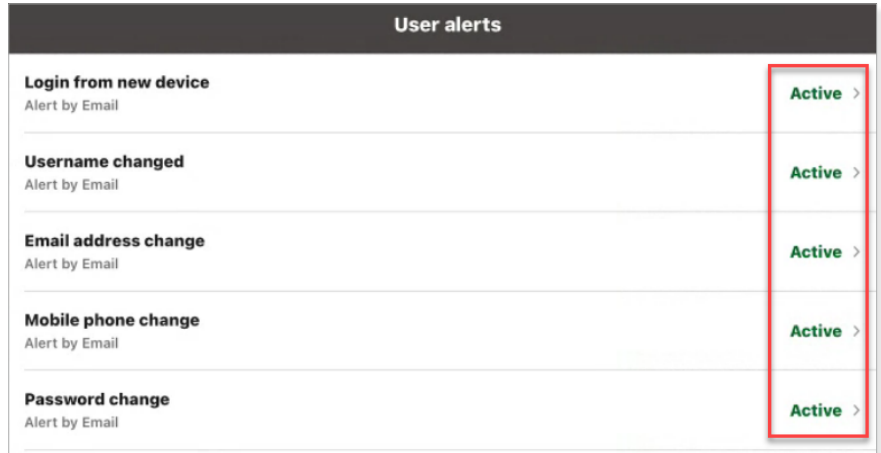 User alerts
Login from new device
Alert by Email
Active >
Username changed
Alert by Email
Active >
Email address change
Alert by Email
Active >
Mobile phone change
Alert by Email
Active >
Password change
Alert by Email
Active >